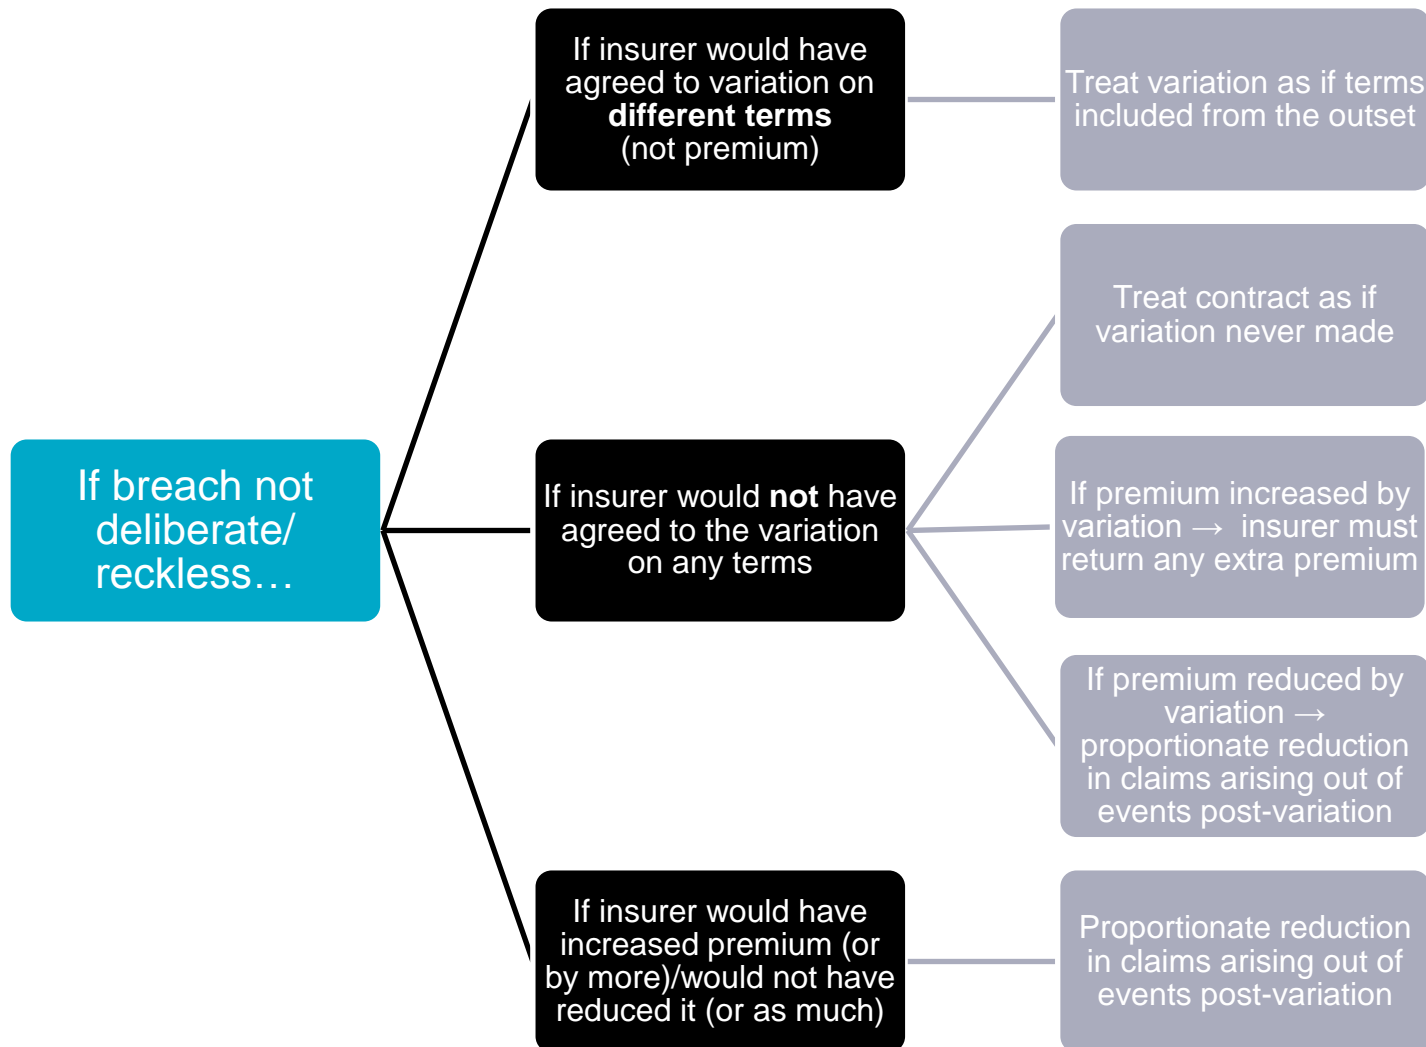 If breach not
deliberate/
reckless…
If insurer would have
agreed to variation on
different terms
(not premium)
Treat variation as if terms
included from the outset
If insurer would not have
agreed to the variation
on any terms
Treat contract as if
variation never made
If premium increased by
variation → insurer must
return any extra premium
If premium reduced by
variation →
proportionate reduction
in claims arising out of
events post-variation
If insurer would have
increased premium (or
by more)/would not have
reduced it (or as much)
Proportionate reduction
in claims arising out of
events post-variation